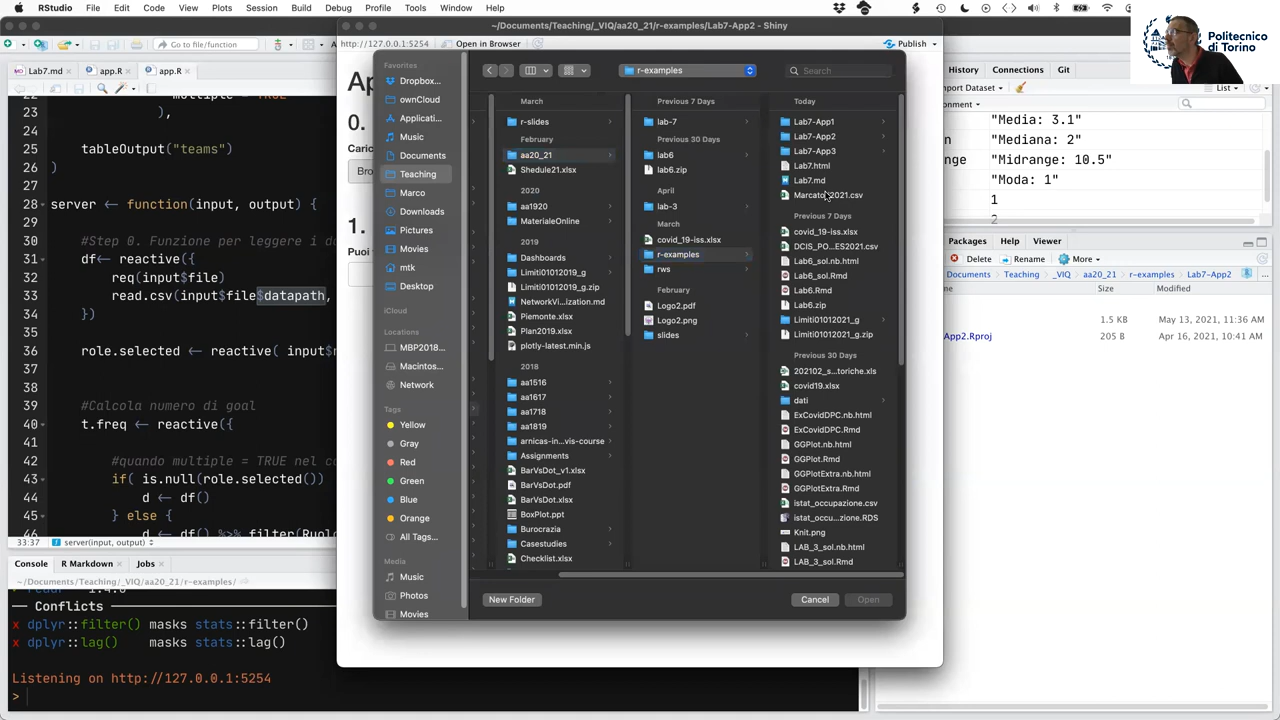 RStudio File Edit Code View Plots Session Build Debug Profile Tools Window Help
~/Documents/Teaching/_VIQ/aa20_21/r-examples/Lab7-App2 - Shiny
http://127.0.0.1:5254 Open in Browser Publish
Politecnico
di Torino
Go to file/function
Lab7.md app.R app.R
23 ),
25 tableOutput("teams")
26 )
28 server <- function(input, output) {
30 #Step 0. Funzione per leggere i d
31 df<- reactive({
32 req(input$file)
33 read.csv(input$file$datapath,
34 })
36 role.selected <- reactive( input$
38
39 #Calcola numero di goal
40 t.freq <- reactive({
42 #quando multiple = TRUE nel c
43 if( is.null(role.selected())
44 d <- df()
45 } else {
33:37 server(input, output)
Console R Markdown Jobs
~/Documents/Teaching/_VIQ/aa20_21/r-examples/
— Conflicts
x dplyr::filter() masks stats::filter()
x dplyr::lag() masks stats::lag()
Listening on http://127.0.0.1:5254
>
0.
1.
Favorites
Dropbox...
ownCloud
Applicati...
Music
Documents
Teaching
Marco
Downloads
Pictures
Movies
mtk
Desktop
iCloud
Locations
MBP2018...
Macintos...
Network
Tags
Yellow
Gray
Red
Green
Blue
Orange
All Tags...
Media
Music
Photos
Movies
r-examples
Search
March
r-slides
February
aa20_21
Shedule21.xlsx
2020
aa1920
MaterialeOnline
2019
Dashboards
Limiti01012019_g
Limiti01012019_g.zip
NetworkVi...ization.md
Piemonte.xlsx
Plan2019.xlsx
plotly-latest.min.js
2018
aa1516
aa1617
aa1718
aa1819
arnicas-in...vis-course
Assignments
BarVsDot_v1.xlsx
BarVsDot.pdf
BarVsDot.xlsx
BoxPlot.ppt
Burocrazia
Casestudies
Checklist.xlsx
Previous 7 Days
lab-7
Previous 30 Days
lab6
lab6.zip
April
lab-3
March
covid_19-iss.xlsx
r-examples
rws
February
Logo2.pdf
Logo2.png
slides
Today
Lab7-App1
Lab7-App2
Lab7-App3
Lab7.html
Lab7.md
Previous 7 Days
covid_19-iss.xlsx
DCIS_PO...ES2021.csv
Lab6_sol.nb.html
Lab6_sol.Rmd
Lab6.Rmd
Lab6.zip
Limiti01012021_g
Limiti01012021_g.zip
Previous 30 Days
202102_s...toriche.xls
covid19.xlsx
dati
ExCovidDPC.nb.html
ExCovidDPC.Rmd
GGPlot.nb.html
GGPlot.Rmd
GGPlotExtra.nb.html
GGPlotExtra.Rmd
istat_occupazione.csv
istat_occu...zione.RDS
Knit.png
LAB_3_sol.nb.html
LAB_3_sol.Rmd
New Folder Cancel Open
History Connections Git
List
"Media: 3.1"
"Mediana: 2"
"Midrange: 10.5"
"Moda: 1"
1
2
Packages Help Viewer
Delete Rename More
Documents Teaching _VIQ aa20_21 r-examples Lab7-App2
Size Modified
1.5 KB May 13, 2021, 11:36 AM
205 B Apr 16, 2021, 10:41 AM